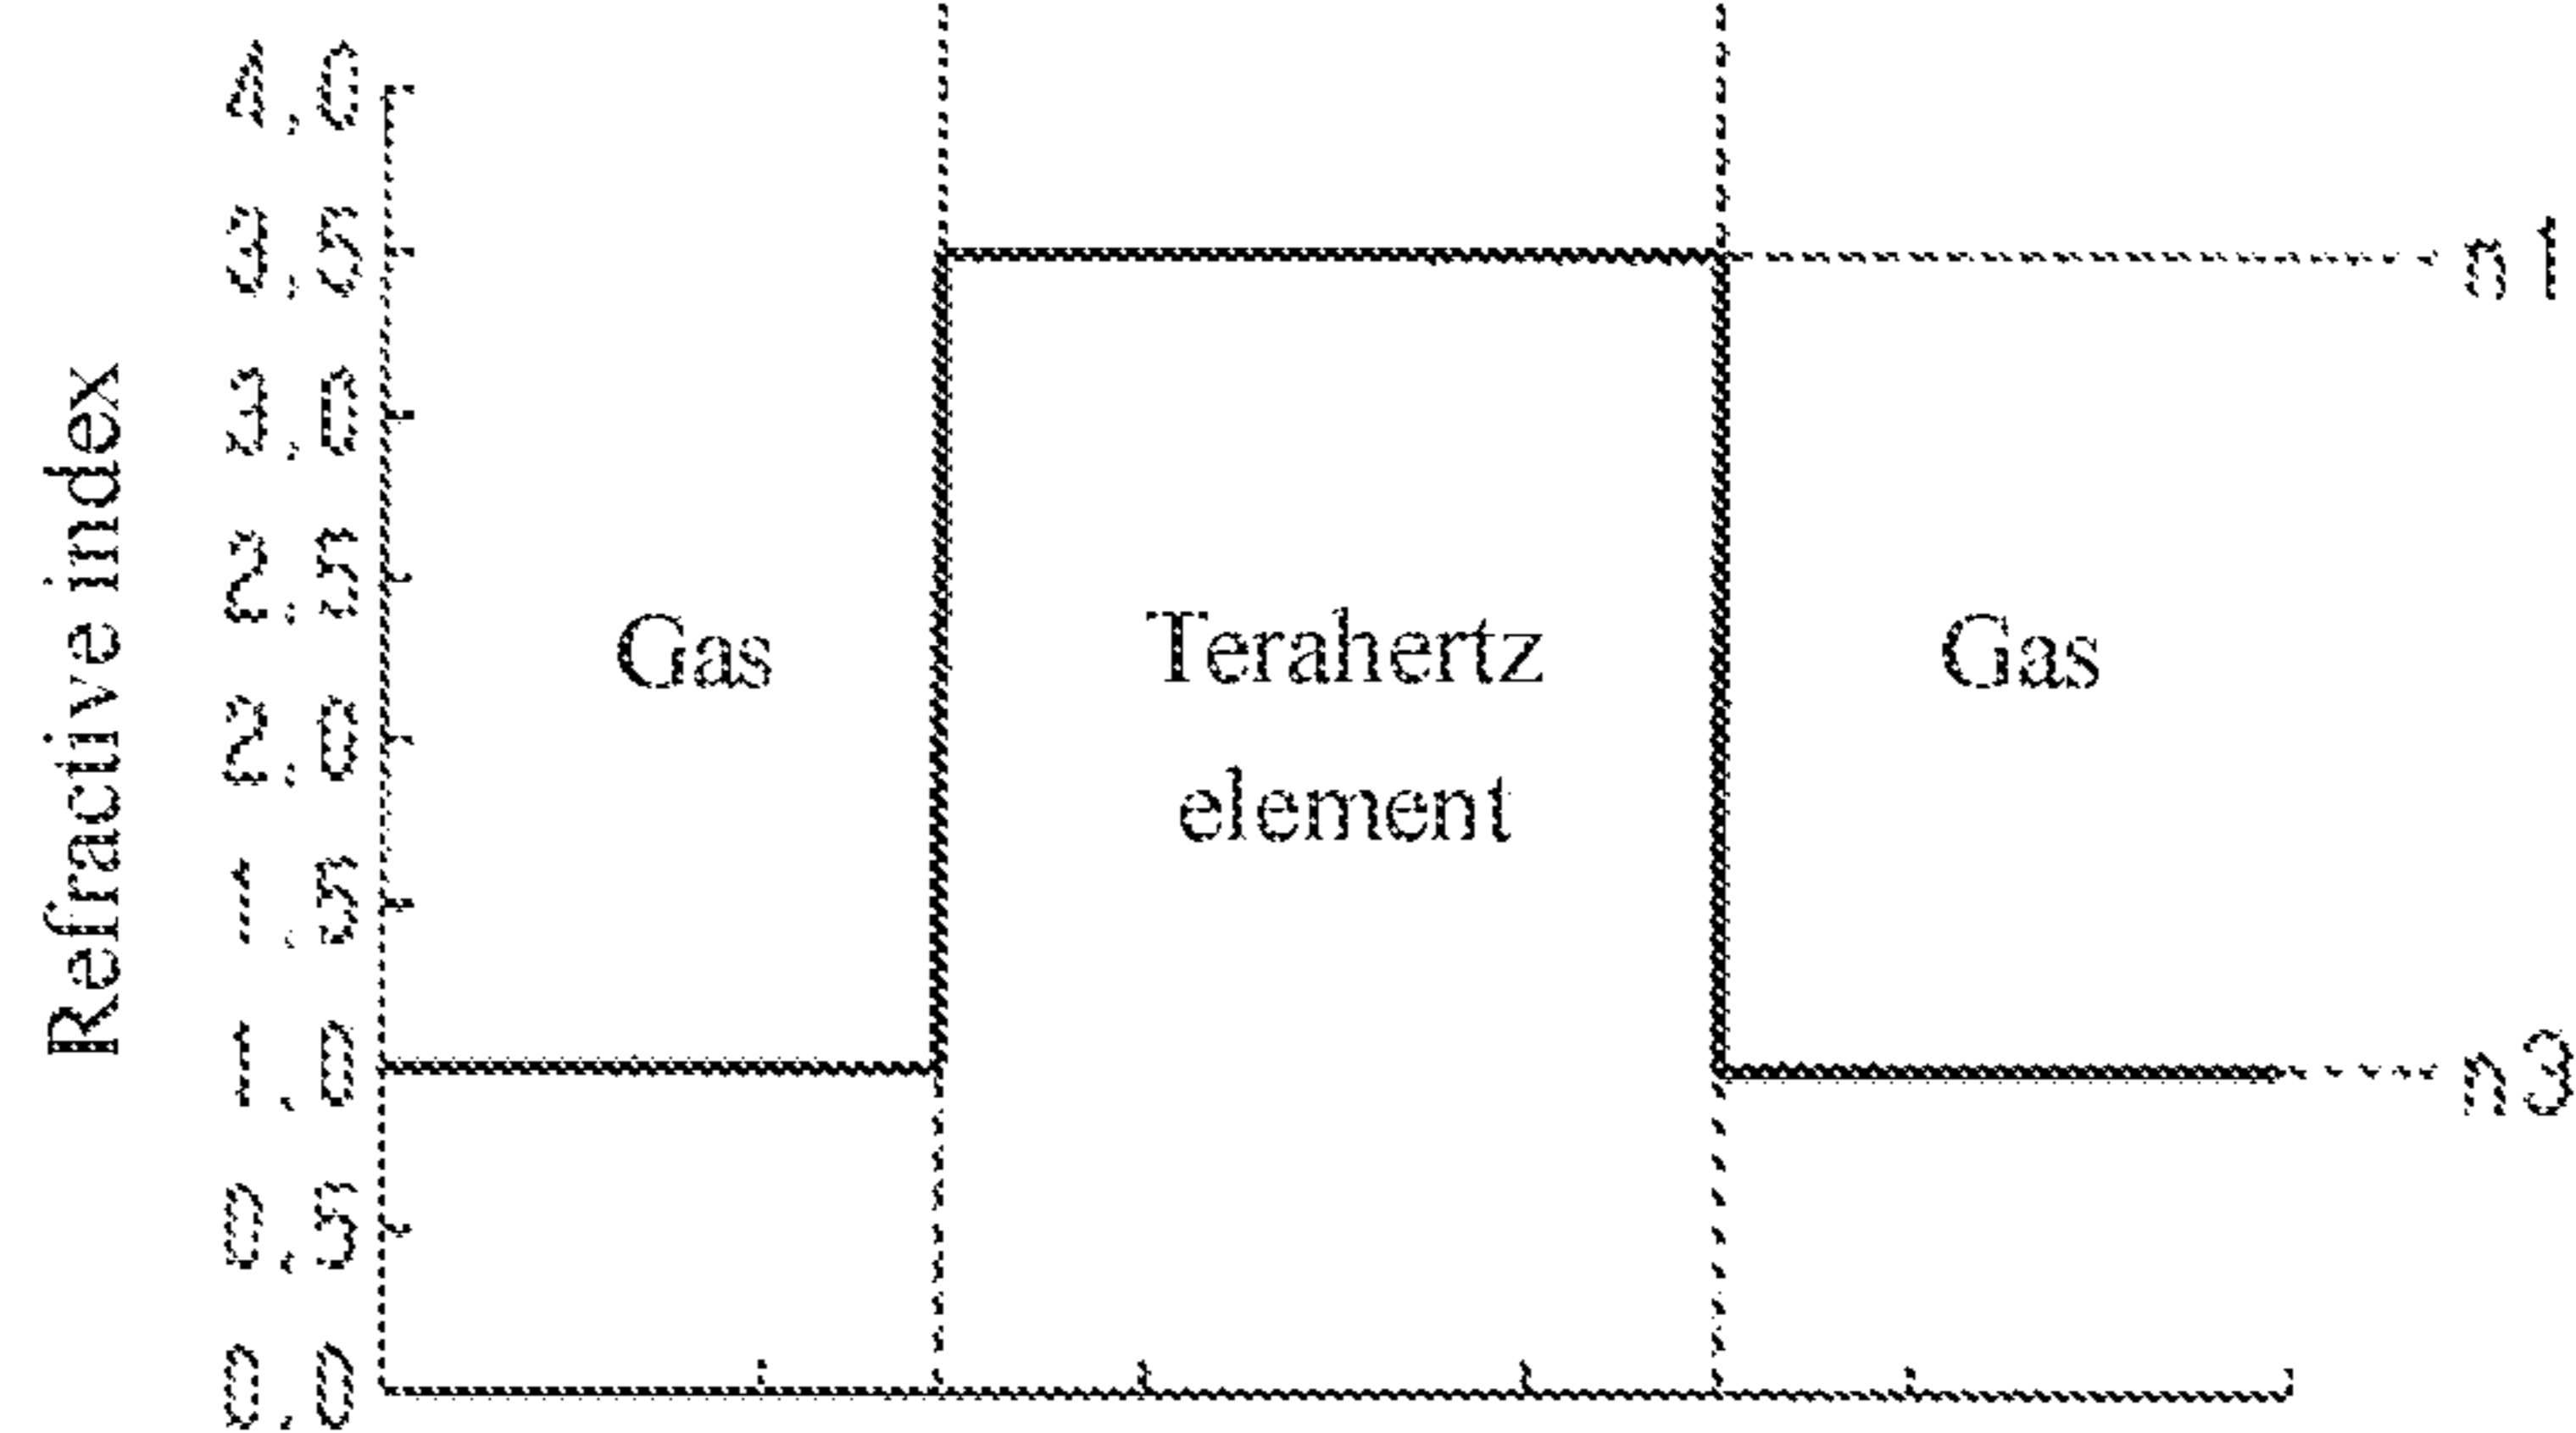 Refractive index
4,0
3,5
3,0
2,5
2,0
1,5
1,0
0,5
0,0
Gas
Terahertz
element
Gas
n1
n3